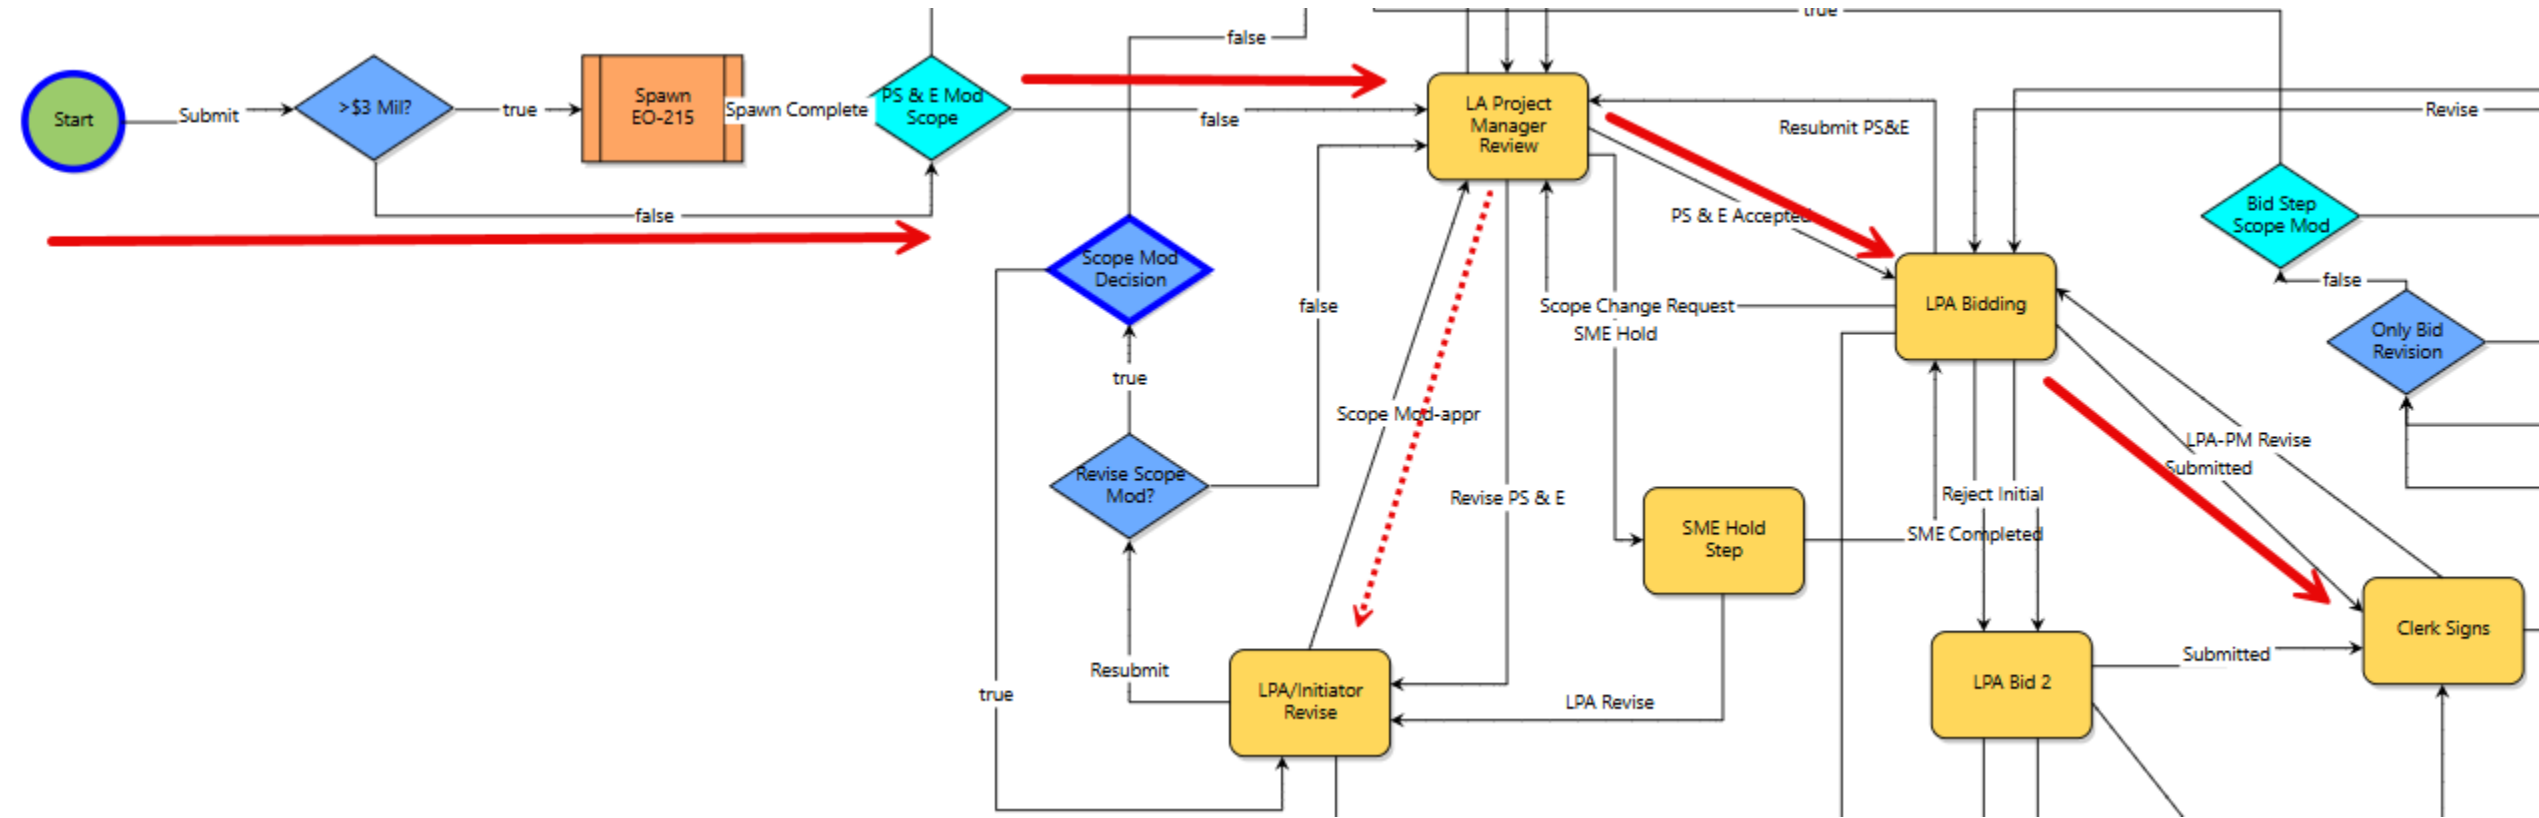 true
false
Start
Submit
>$3 Mil?
true
Spawn
EO-215
Spawn Complete
PS & E Mod
Scope
false
LA Project
Manager
Review
Resubmit PS&E
Revise
false
PS & E Accepted
Bid Step
Scope Mod
Scope Mod
Decision
false
false
Scope Change Request
SME Hold
LPA Bidding
Only Bid
Revision
true
Scope Mod-appr
LPA-PM Revise
Submitted
Revise Scope
Mod?
Revise PS & E
Reject Initial
SME Hold
Step
SME Completed
Clerk Signs
Submitted
Resubmit
true
LPA/Initiator
Revise
LPA Revise
LPA Bid 2